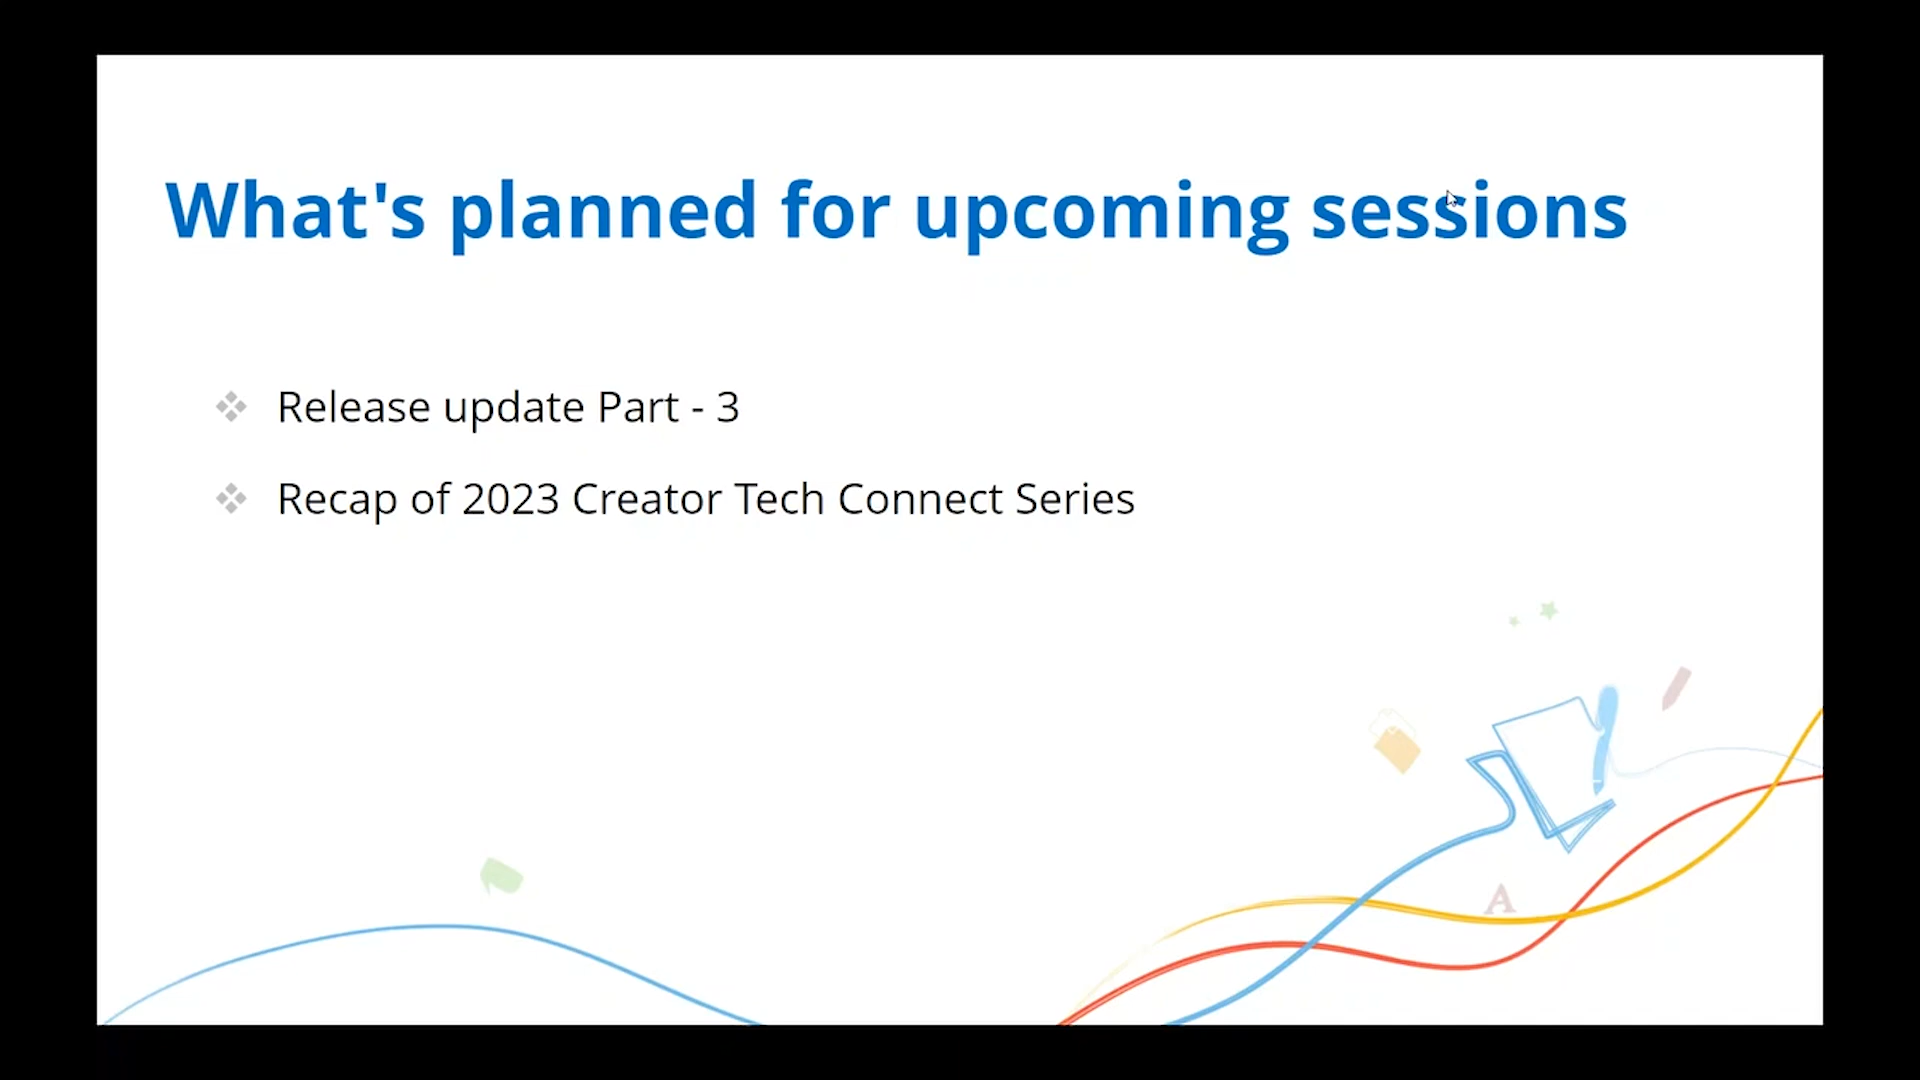 What's planned for upcoming sessions
Release update Part - 3
Recap of 2023 Creator Tech Connect Series
A